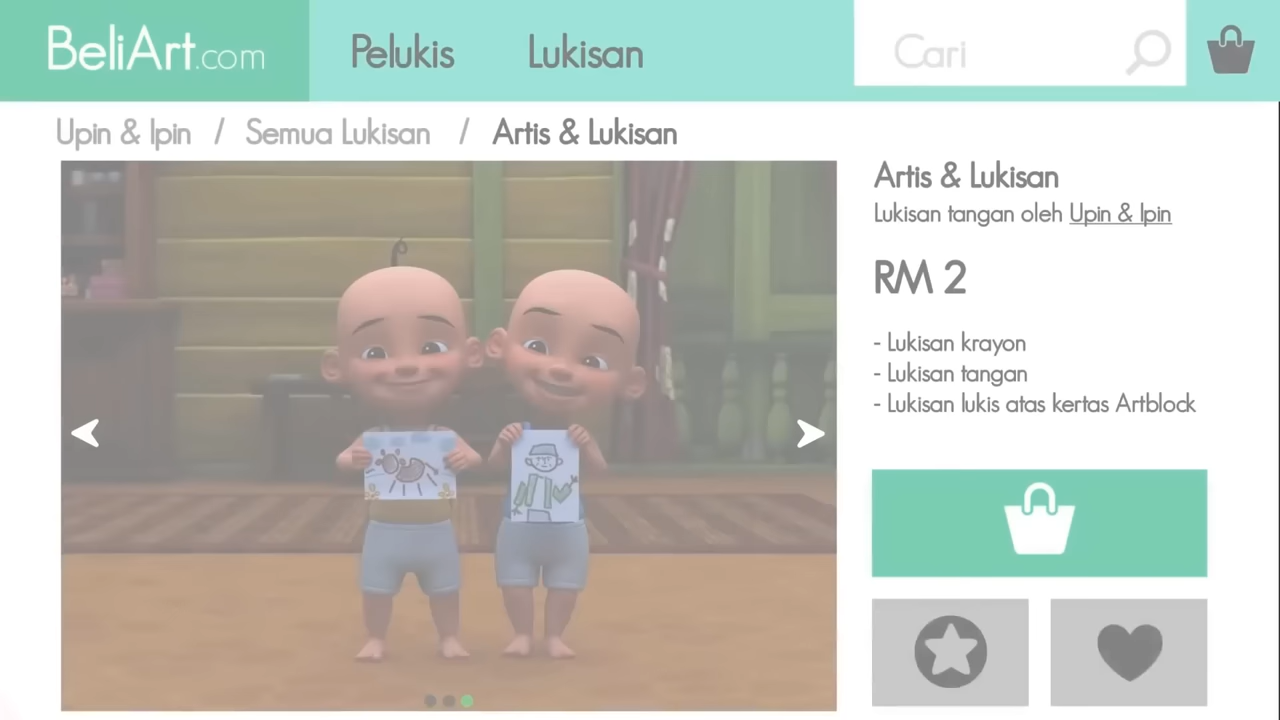 BeliArt.com
Pelukis
Lukisan
Cari
Upin & Ipin / Semua Lukisan / Artis & Lukisan
Artis & Lukisan
Lukisan tangan oleh Upin & Ipin
RM 2
- Lukisan krayon
- Lukisan tangan
- Lukisan lukis atas kertas Artblock